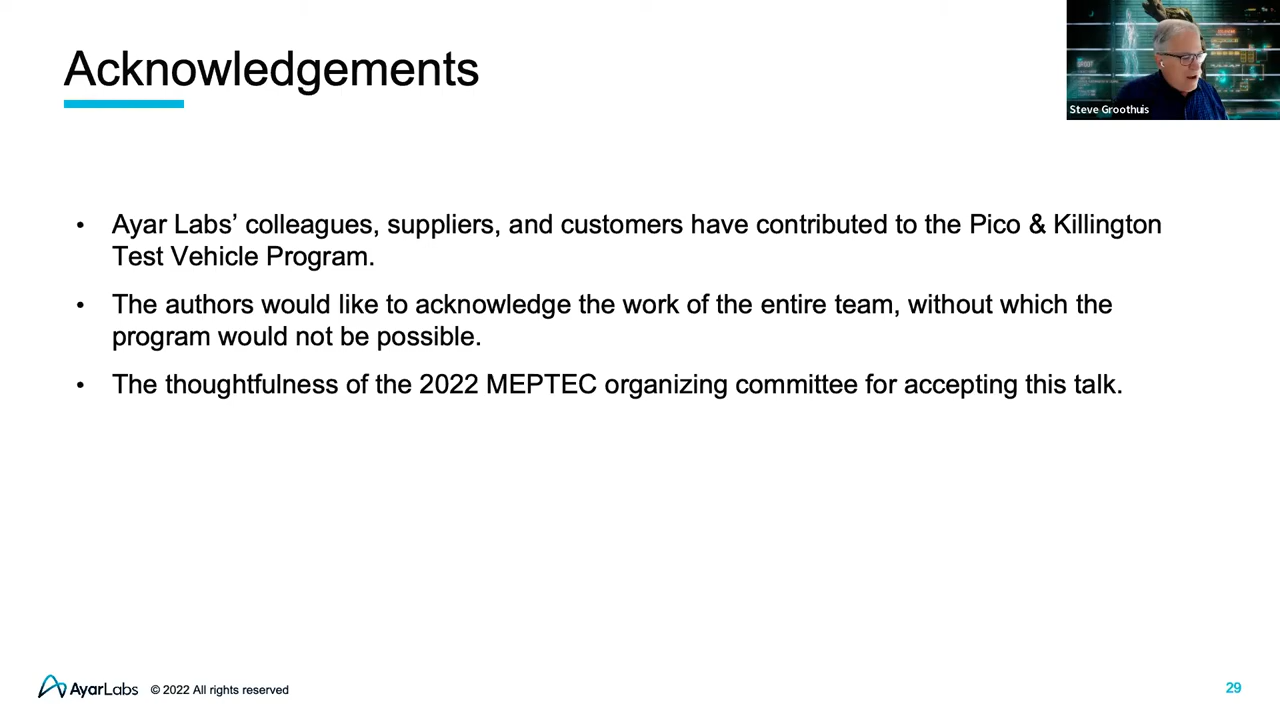 Acknowledgements
Steve Groothuis
• Ayar Labs’ colleagues, suppliers, and customers have contributed to the Pico & Killington
Test Vehicle Program.
• The authors would like to acknowledge the work of the entire team, without which the
program would not be possible.
• The thoughtfulness of the 2022 MEPTEC organizing committee for accepting this talk.
AyarLabs © 2022 All rights reserved
29